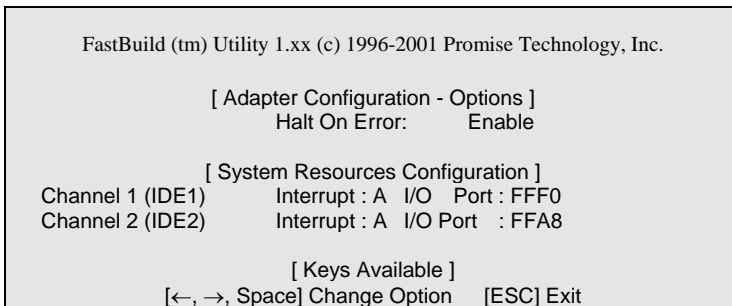 FastBuild (tm) Utility 1.xx (c) 1996-2001 Promise Technology, Inc.
[ Adapter Configuration - Options ]
Halt On Error: Enable
[ System Resources Configuration ]
Channel 1 (IDE1) Interrupt : A I/O Port : FFF0
Channel 2 (IDE2) Interrupt : A I/O Port : FFA8
[ Keys Available ]
[←, →, Space] Change Option [ESC] Exit